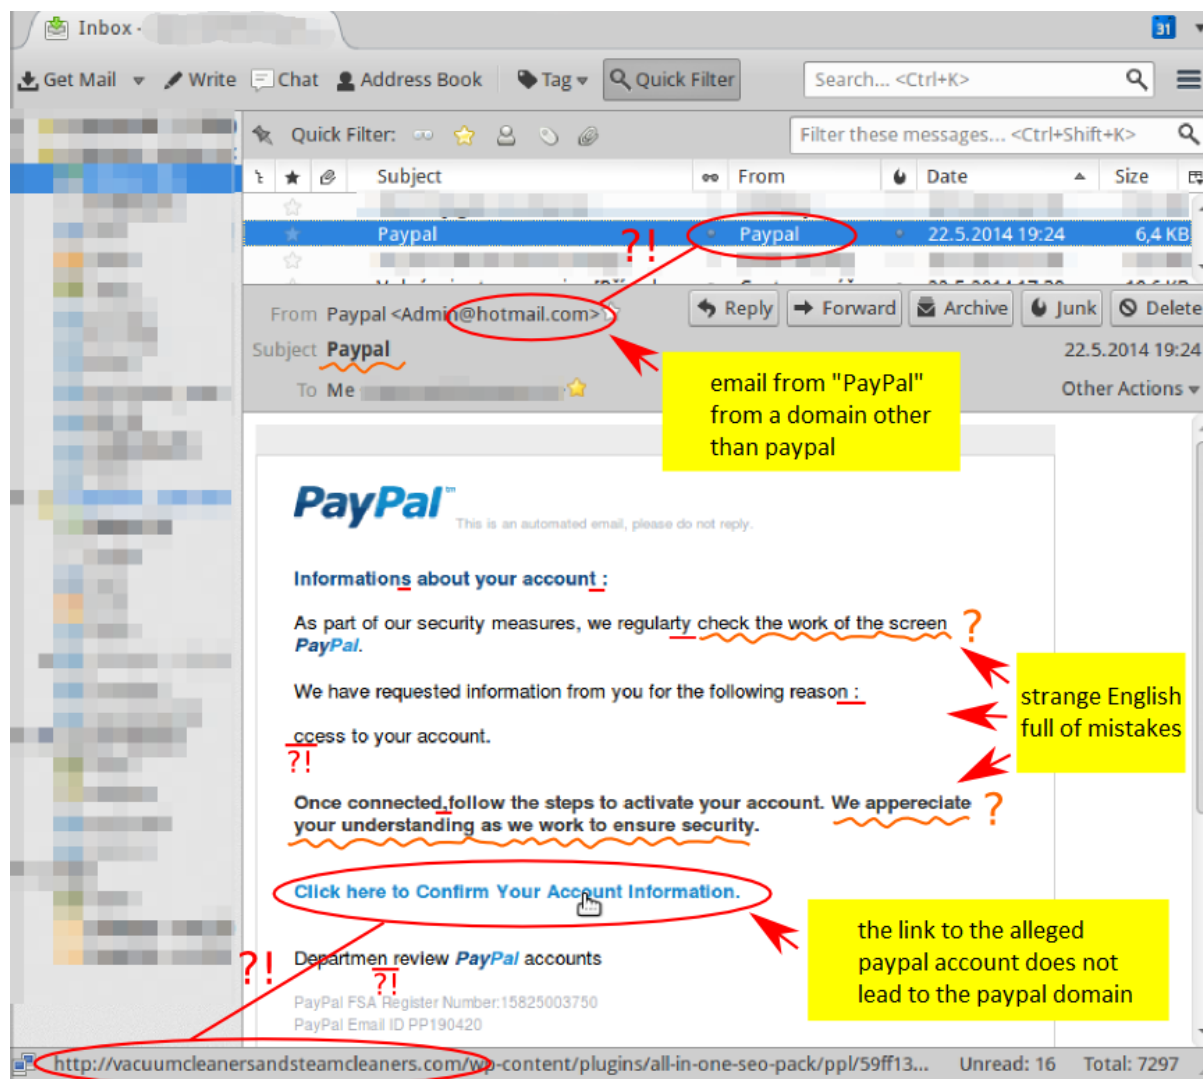 Inbox -
31
Get Mail Write Chat Address Book Tag Quick Filter Search... <Ctrl+K>
Quick Filter: Filter these messages... <Ctrl+Shift+K>
Subject From Date Size
Paypal ?! Paypal 22.5.2014 19:24 6,4 KB
From Paypal <Admin@hotmail.com> Reply Forward Archive Junk Delete
Subject Paypal 22.5.2014 19:24
To Me Other Actions
email from "PayPal"
from a domain other
than paypal
PayPal™
This is an automated email, please do not reply.
Informations about your account :
As part of our security measures, we regularty check the work of the screen ?
PayPal.
We have requested information from you for the following reason :
strange English
full of mistakes
ccess to your account.
?!
Once connected,follow the steps to activate your account. We appereciate ?
your understanding as we work to ensure security.
Click here to Confirm Your Account Information.
the link to the alleged
paypal account does not
lead to the paypal domain
?!
Departmen review PayPal accounts
?!
PayPal FSA Register Number:15825003750
PayPal Email ID PP190420
http://vacuumcleanersandsteamcleaners.com/wp-content/plugins/all-in-one-seo-pack/ppl/59ff13... Unread: 16 Total: 7297